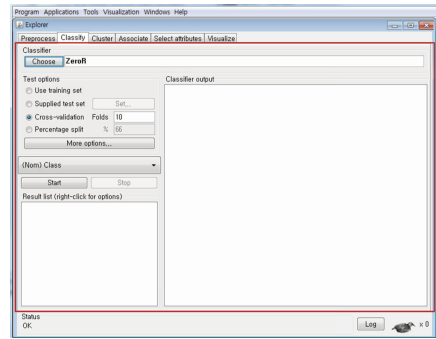 Program Applications Tools Visualization Windows Help
Explorer
Preprocess Classify Cluster Associate Select attributes Visualize
Classifier
Choose ZeroR
Test options
Use training set
Supplied test set Set...
Cross-validation Folds 10
Percentage split % 66
More options...
(Nom) Class
Start Stop
Result list (right-click for options)
Classifier output
Status
OK
Log x 0